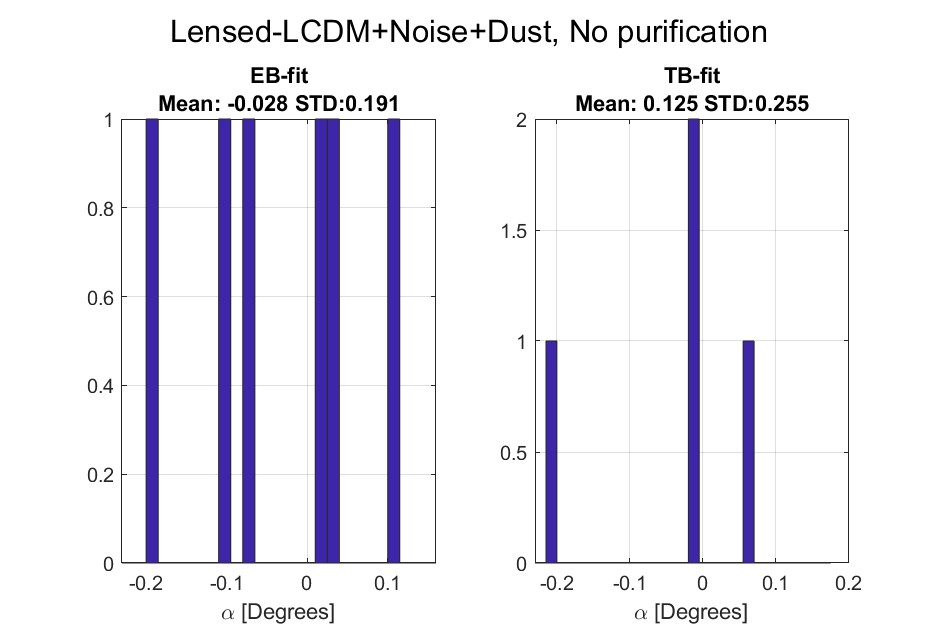 Lensed-LCDM+Noise+Dust, No purification
EB-fit
Mean: -0.028 STD:0.191
1
0.8
0.6
0.4
0.2
0
-0.2 -0.1 0 0.1
α [Degrees]
TB-fit
Mean: 0.125 STD:0.255
2
1.5
1
0.5
0
-0.2 -0.1 0 0.1 0.2
α [Degrees]